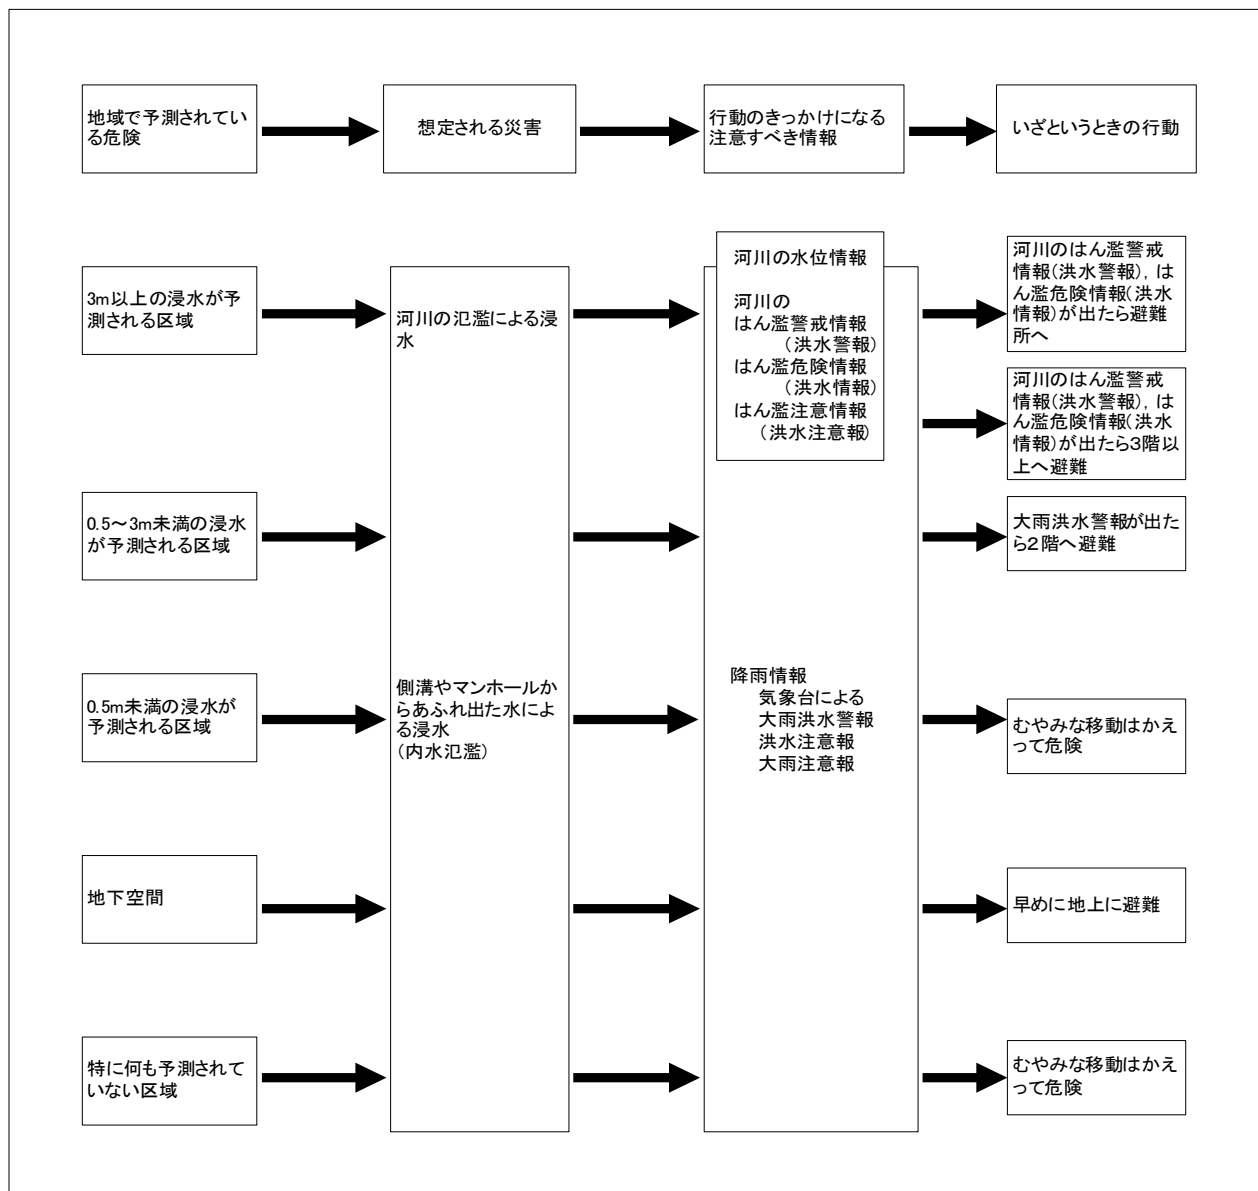 地域で予測されてい
る危険
想定される災害
行動のきっかけになる
注意すべき情報
いざというときの行動
3m以上の浸水が予
測される区域
河川の氾濫による浸
水
河川の水位情報
河川の
はん濫警戒情報
(洪水警報)
はん濫危険情報
(洪水情報)
はん濫注意情報
(洪水注意報)
河川のはん濫警戒
情報(洪水警報),は
ん濫危険情報(洪水
情報)が出たら避難
所へ
河川のはん濫警戒
情報(洪水警報),は
ん濫危険情報(洪水
情報)が出たら3階以
上へ避難
0.5~3m未満の浸水
が予測される区域
大雨洪水警報が出た
ら2階へ避難
0.5m未満の浸水が
予測される区域
側溝やマンホールか
らあふれ出た水によ
る浸水
(内水氾濫)
降雨情報
気象台による
大雨洪水警報
洪水注意報
大雨注意報
むやみな移動はかえ
って危険
地下空間
早めに地上に避難
特に何も予測されて
いない区域
むやみな移動はかえ
って危険